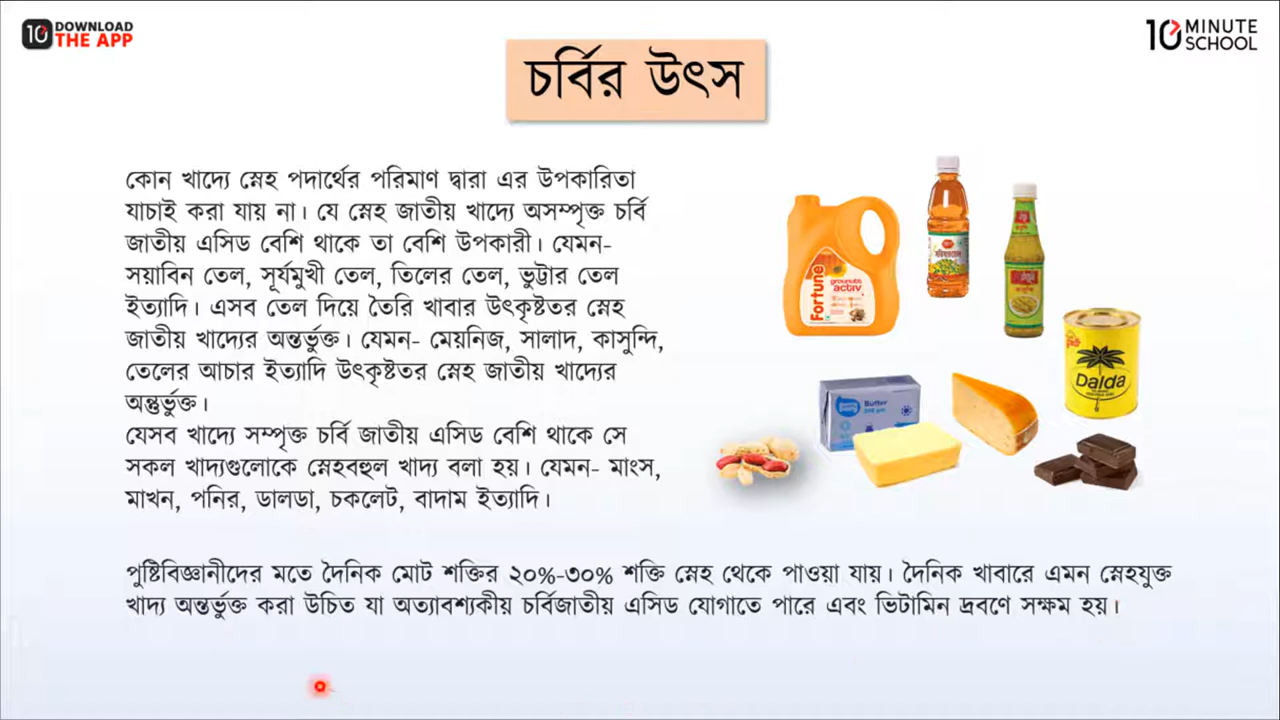 DOWNLOAD
THE APP
10 MINUTE
SCHOOL
চর্বির উৎস
কোন খাদ্যে স্নেহ পদার্থের পরিমাণ দ্বারা এর উপকারিতা
যাচাই করা যায় না। যে স্নেহ জাতীয় খাদ্যে অসম্পৃক্ত চর্বি
জাতীয় এসিড বেশি থাকে তা বেশি উপকারী। যেমন-
সয়াবিন তেল, সূর্যমুখী তেল, তিলের তেল, ভুট্টার তেল
ইত্যাদি। এসব তেল দিয়ে তৈরি খাবার উৎকৃষ্টতর স্নেহ
জাতীয় খাদ্যের অন্তর্ভুক্ত। যেমন- মেয়নিজ, সালাদ, কাসুন্দি,
তেলের আচার ইত্যাদি উৎকৃষ্টতর স্নেহ জাতীয় খাদ্যের
অন্তুর্ভুক্ত।
যেসব খাদ্যে সম্পৃক্ত চর্বি জাতীয় এসিড বেশি থাকে সে
সকল খাদ্যগুলোকে স্নেহবহুল খাদ্য বলা হয়। যেমন- মাংস,
মাখন, পনির, ডালডা, চকলেট, বাদাম ইত্যাদি।
Fortune
groundnut
activ
Butter
Dalda
পুষ্টিবিজ্ঞানীদের মতে দৈনিক মোট শক্তির ২০%-৩০% শক্তি স্নেহ থেকে পাওয়া যায়। দৈনিক খাবারে এমন স্নেহযুক্ত
খাদ্য অন্তর্ভুক্ত করা উচিত যা অত্যাবশ্যকীয় চর্বিজাতীয় এসিড যোগাতে পারে এবং ভিটামিন দ্রবণে সক্ষম হয়।